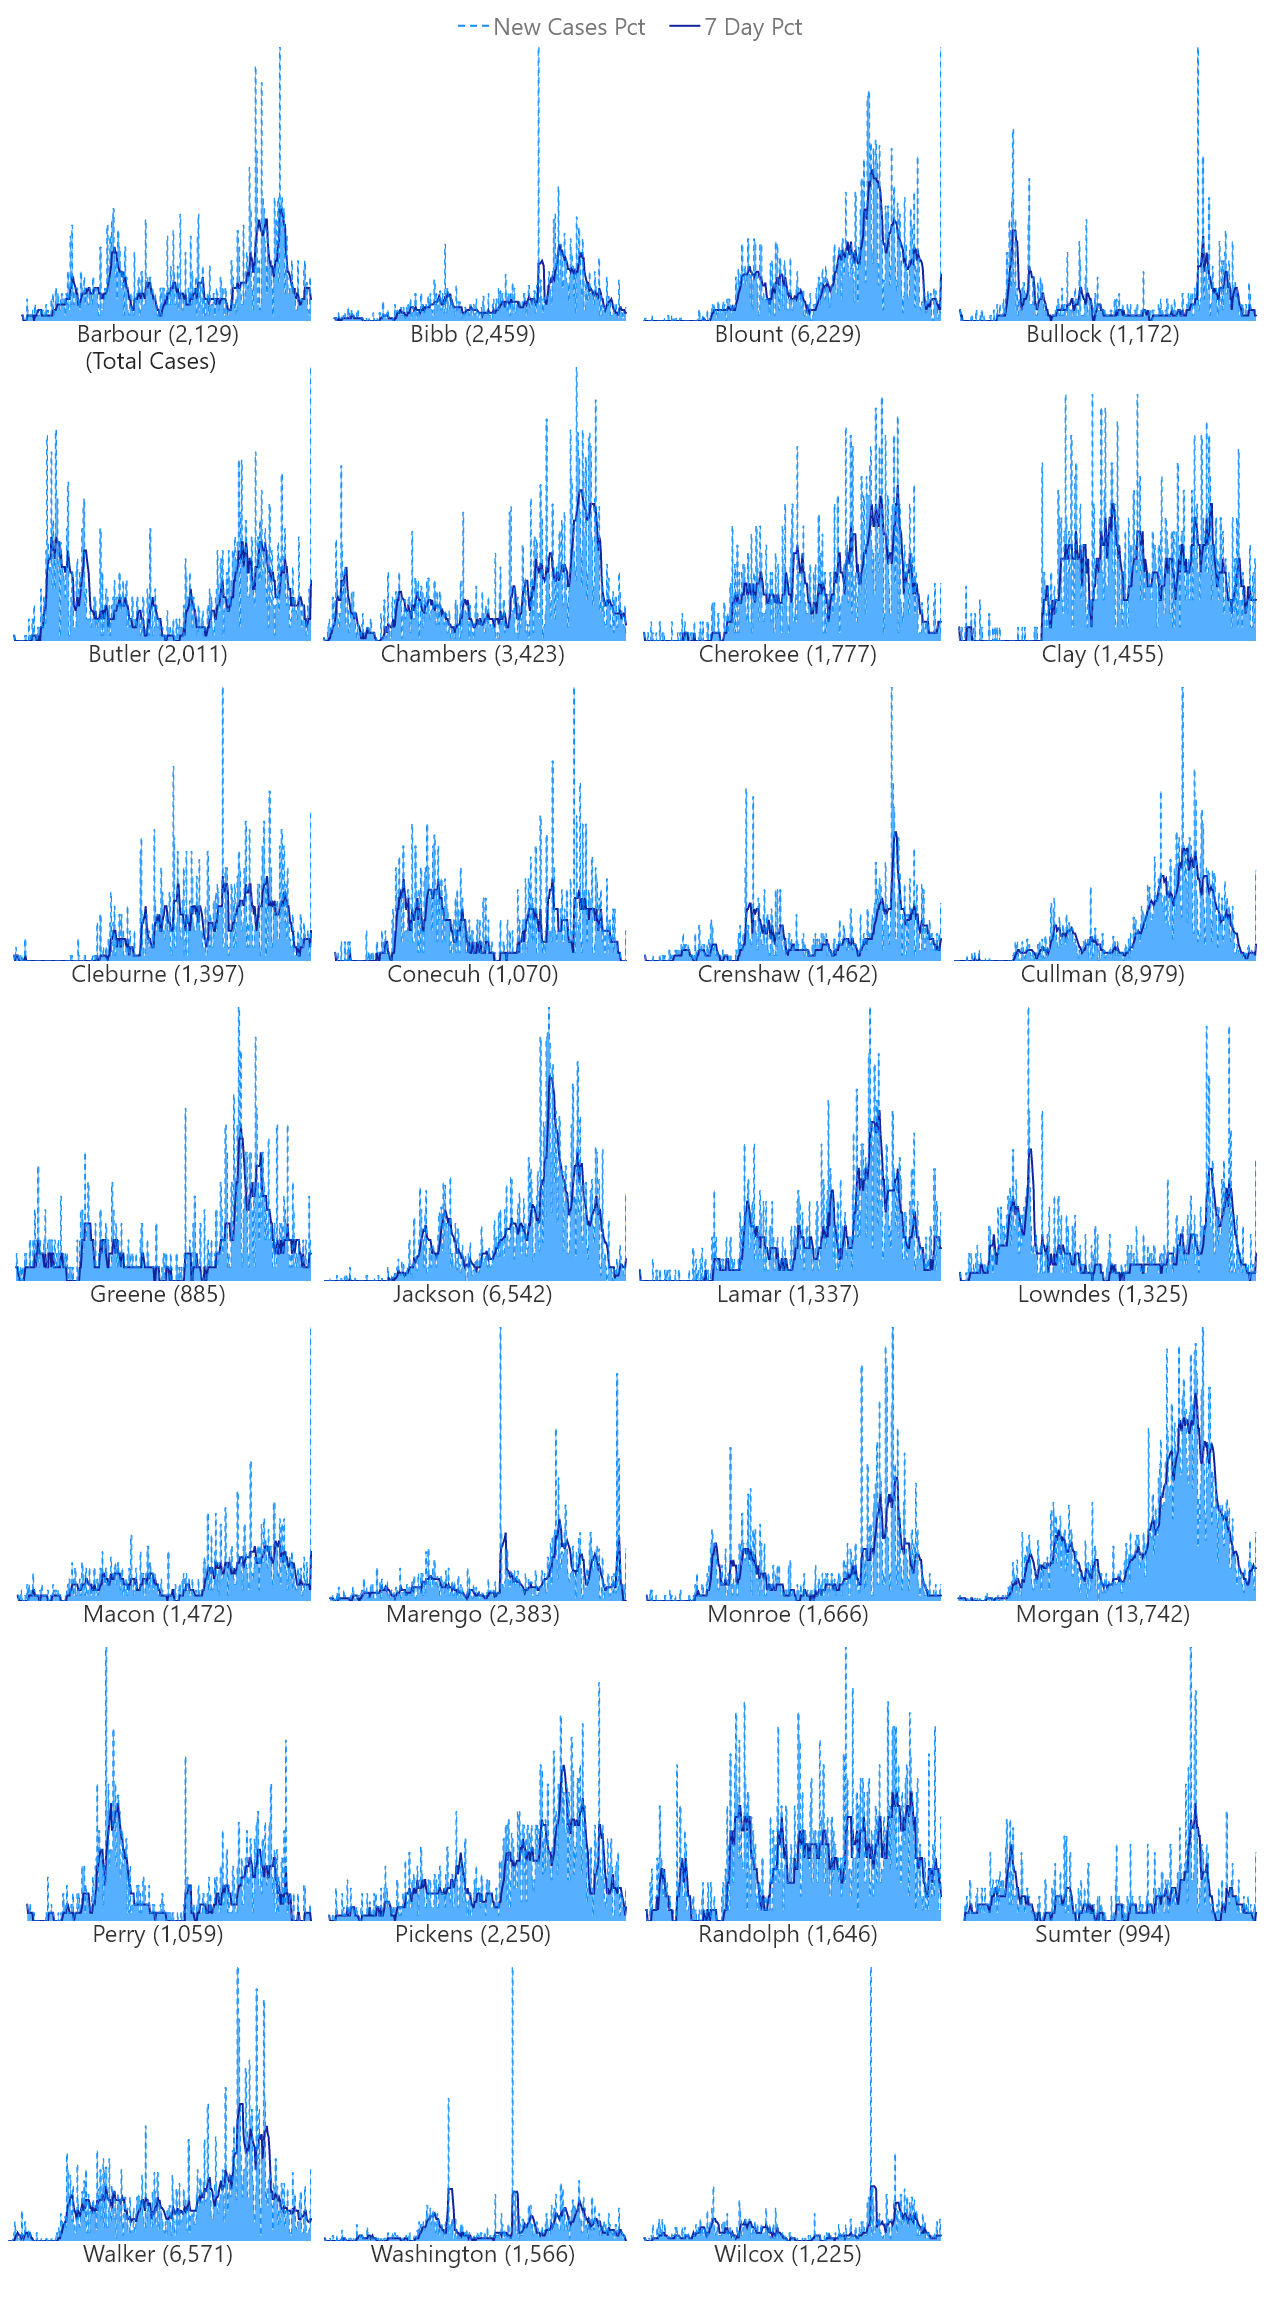 New Cases Pct 7 Day Pct
Barbour (2,129) Bibb (2,459) Blount (6,229) Bullock (1,172)
(Total Cases)
Butler (2,011) Chambers (3,423) Cherokee (1,777) Clay (1,455)
Cleburne (1,397) Conecuh (1,070) Crenshaw (1,462) Cullman (8,979)
Greene (885) Jackson (6,542) Lamar (1,337) Lowndes (1,325)
Macon (1,472) Marengo (2,383) Monroe (1,666) Morgan (13,742)
Perry (1,059) Pickens (2,250) Randolph (1,646) Sumter (994)
Walker (6,571) Washington (1,566) Wilcox (1,225)